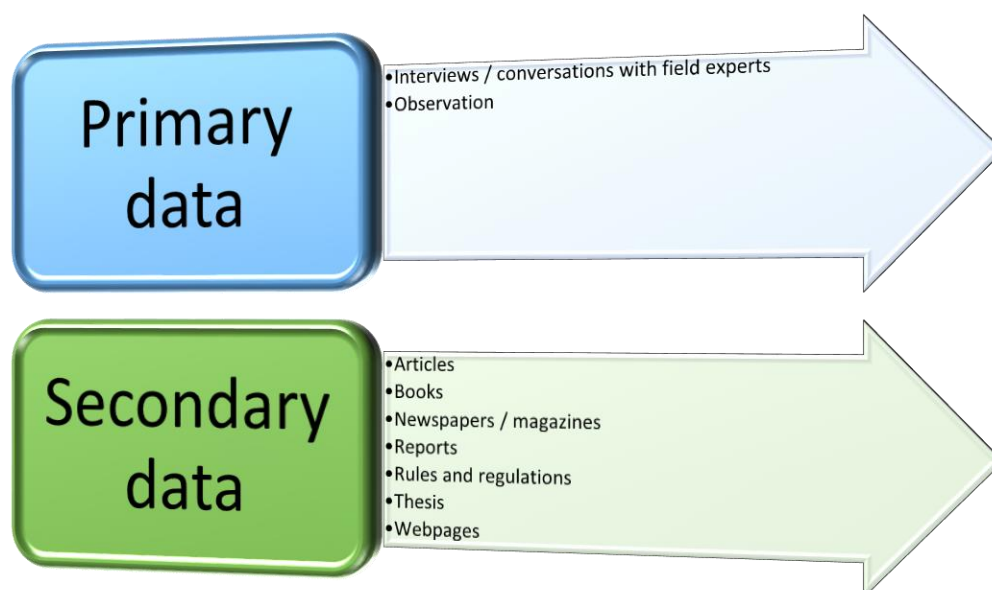 Primary
data
•Interviews / conversations with field experts
•Observation
Secondary
data
•Articles
•Books
•Newspapers / magazines
•Reports
•Rules and regulations
•Thesis
•Webpages